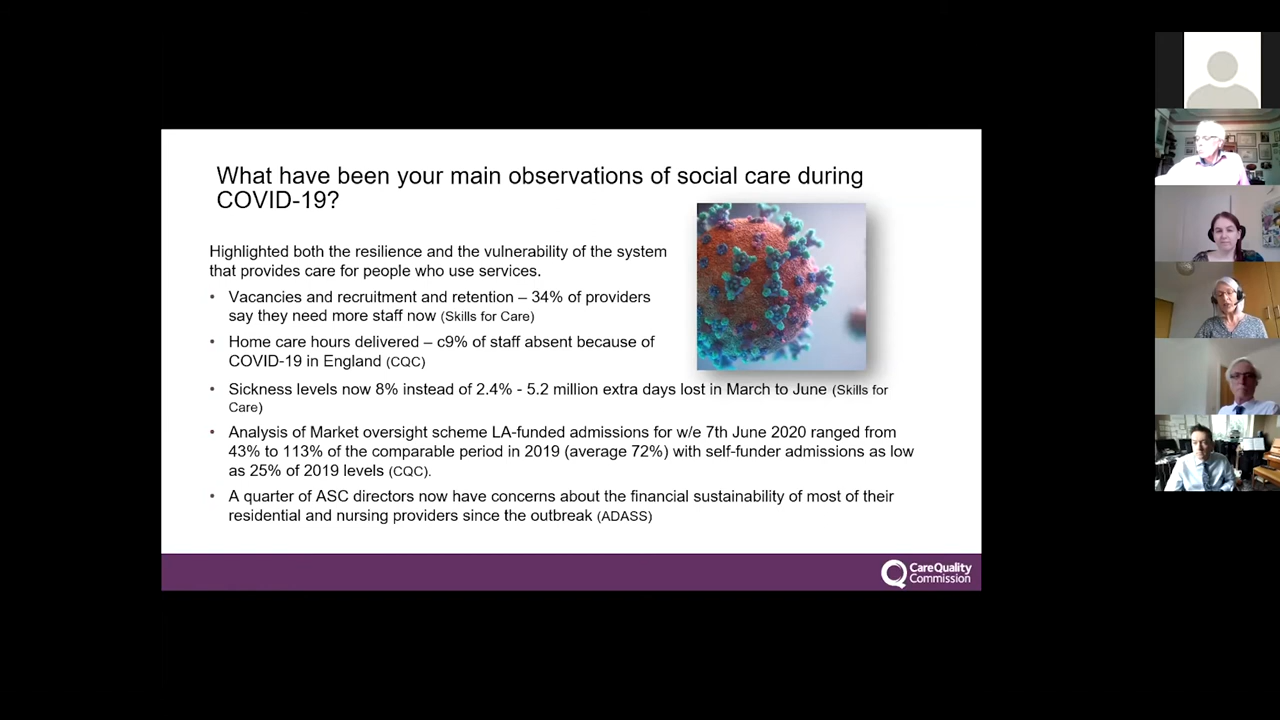 What have been your main observations of social care during
COVID-19?
Highlighted both the resilience and the vulnerability of the system
that provides care for people who use services.
• Vacancies and recruitment and retention – 34% of providers
say they need more staff now (Skills for Care)
• Home care hours delivered – c9% of staff absent because of
COVID-19 in England (CQC)
• Sickness levels now 8% instead of 2.4% - 5.2 million extra days lost in March to June (Skills for
Care)
• Analysis of Market oversight scheme LA-funded admissions for w/e 7th June 2020 ranged from
43% to 113% of the comparable period in 2019 (average 72%) with self-funder admissions as low
as 25% of 2019 levels (CQC).
• A quarter of ASC directors now have concerns about the financial sustainability of most of their
residential and nursing providers since the outbreak (ADASS)
CareQuality
Commission